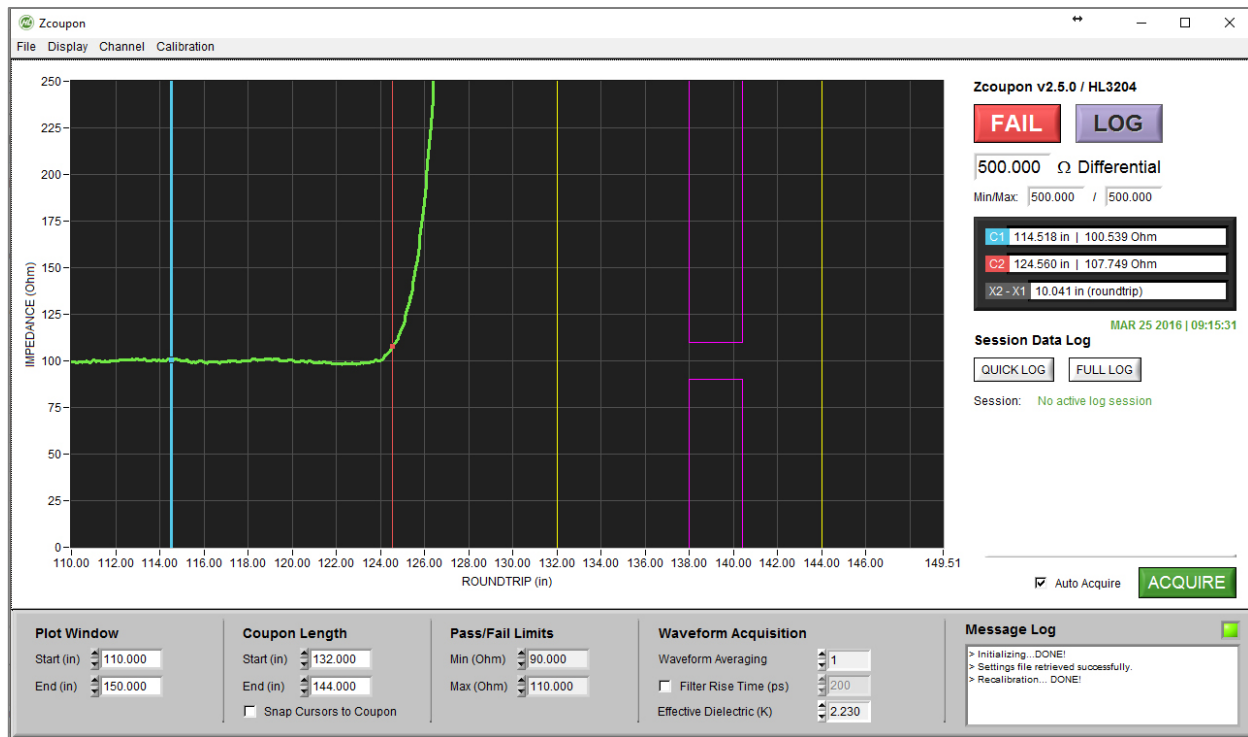 Zcoupon
File Display Channel Calibration
250
225
200
175
150
125
100
75
50
25
0
IMPEDANCE (Ohm)
110.00 112.00 114.00 116.00 118.00 120.00 122.00 124.00 126.00 128.00 130.00 132.00 134.00 136.00 138.00 140.00 142.00 144.00 146.00 149.51
ROUNDTRIP (in)
Zcoupon v2.5.0 / HL3204
FAIL LOG
500.000 Ω Differential
Min/Max: 500.000 / 500.000
C1 114.518 in | 100.539 Ohm
C2 124.560 in | 107.749 Ohm
X2 - X1 10.041 in (roundtrip)
MAR 25 2016 | 09:15:31
Session Data Log
QUICK LOG FULL LOG
Session: No active log session
Auto Acquire ACQUIRE
Plot Window
Start (in) 110.000
End (in) 150.000
Coupon Length
Start (in) 132.000
End (in) 144.000
Snap Cursors to Coupon
Pass/Fail Limits
Min (Ohm) 90.000
Max (Ohm) 110.000
Waveform Acquisition
Waveform Averaging 1
Filter Rise Time (ps) 200
Effective Dielectric (K) 2.230
Message Log
> Initializing...DONE!
> Settings file retrieved successfully.
> Recalibration... DONE!